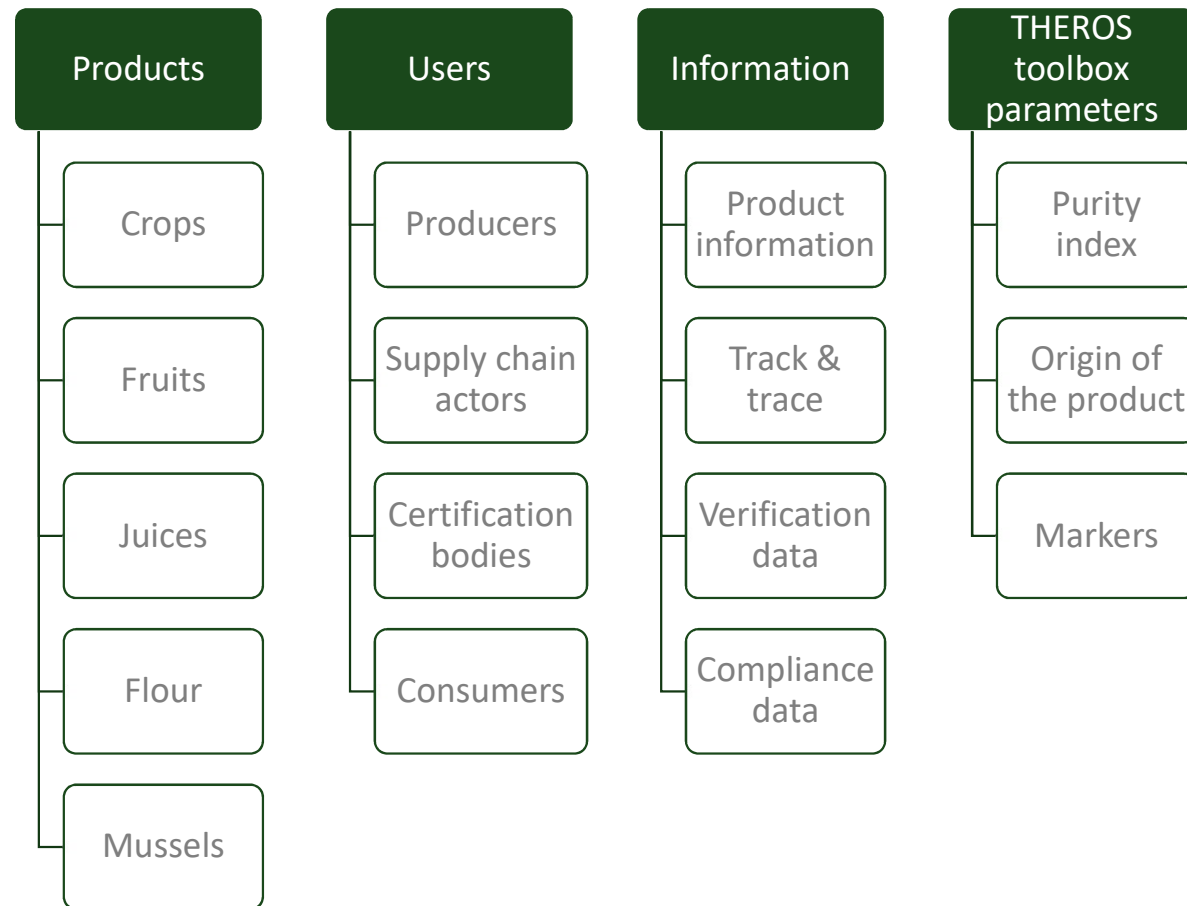 Products
Crops
Fruits
Juices
Flour
Mussels
Users
Producers
Supply chain
actors
Certification
bodies
Consumers
Information
Product
information
Track &
trace
Verification
data
Compliance
data
THEROS
toolbox
parameters
Purity
index
Origin of
the product
Markers